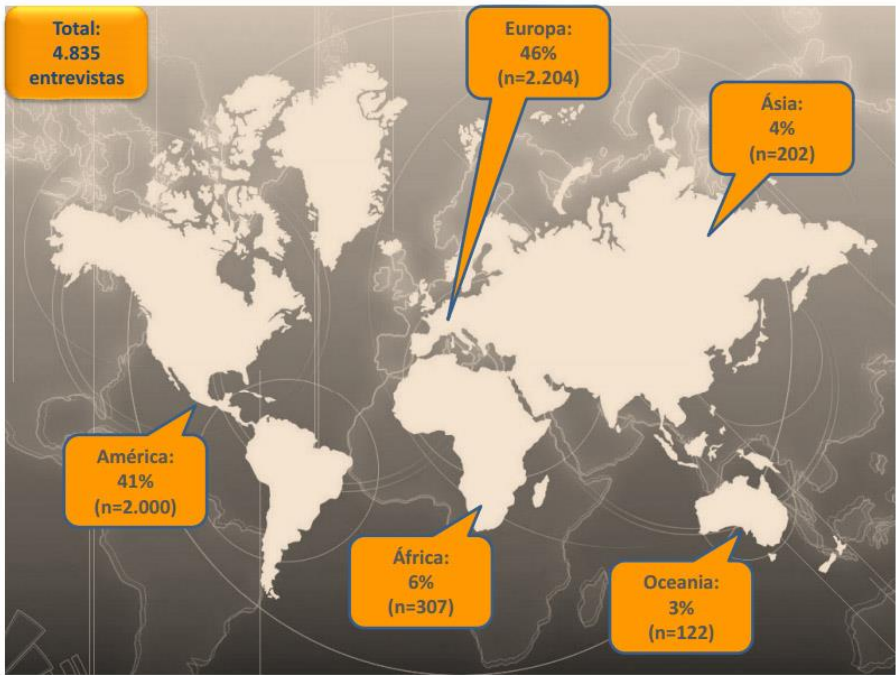 Total:
4.835
entrevistas
Europa:
46%
(n=2.204)
Ásia:
4%
(n=202)
América:
41%
(n=2.000)
África:
6%
(n=307)
Oceania:
3%
(n=122)